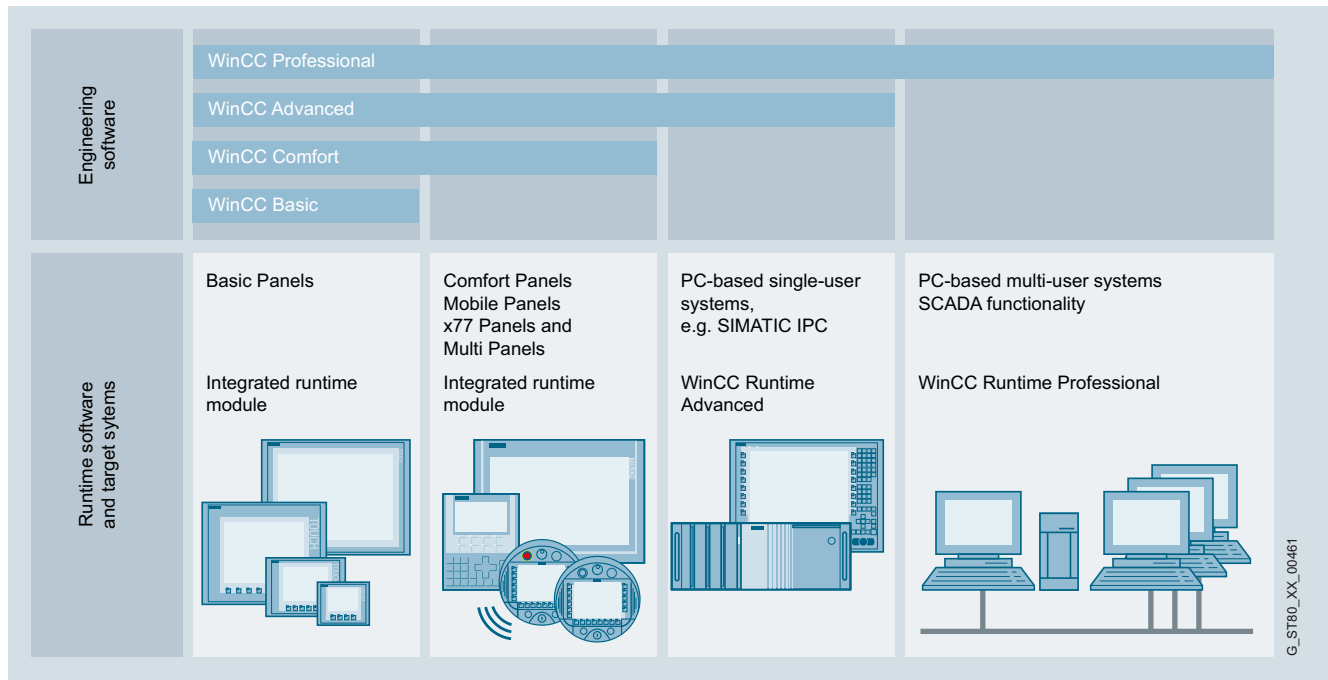 Engineering
software
WinCC Professional
WinCC Advanced
WinCC Comfort
WinCC Basic
Runtime software
and target sytems
Basic Panels
Integrated runtime
module
Comfort Panels
Mobile Panels
x77 Panels and
Multi Panels
Integrated runtime
module
PC-based single-user
systems,
e.g. SIMATIC IPC
WinCC Runtime
Advanced
PC-based multi-user systems
SCADA functionality
WinCC Runtime Professional
TOUCH
TOUCH
G_ST80_XX_00461